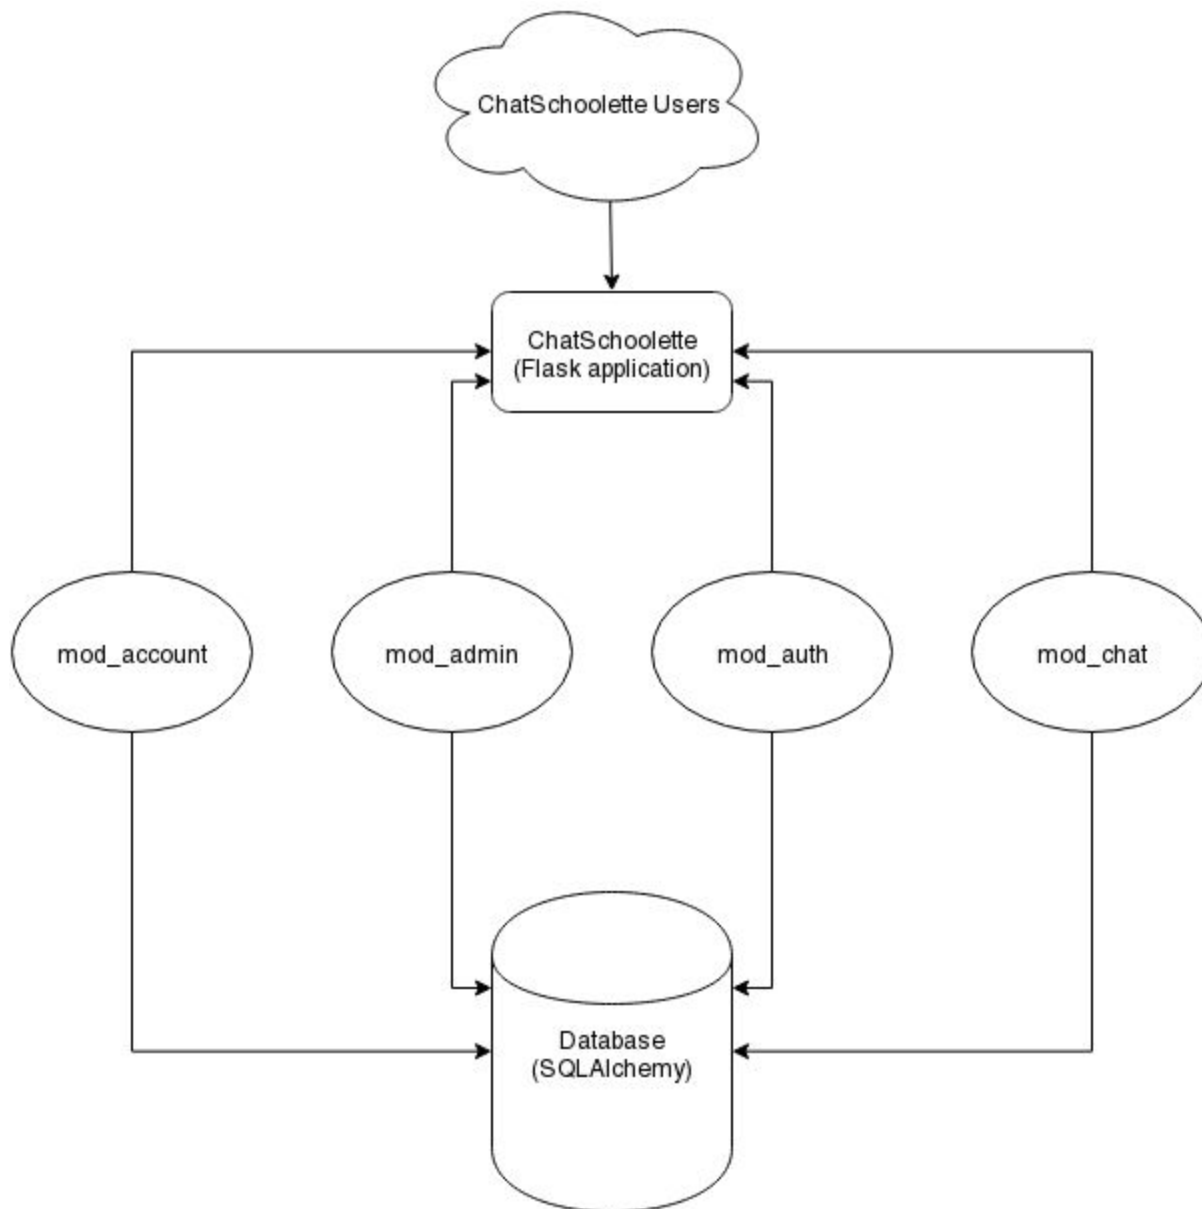 ChatSchoolette Users
ChatSchoolette
(Flask application)
mod_account
mod_admin
mod_auth
mod_chat
Database
(SQLAlchemy)